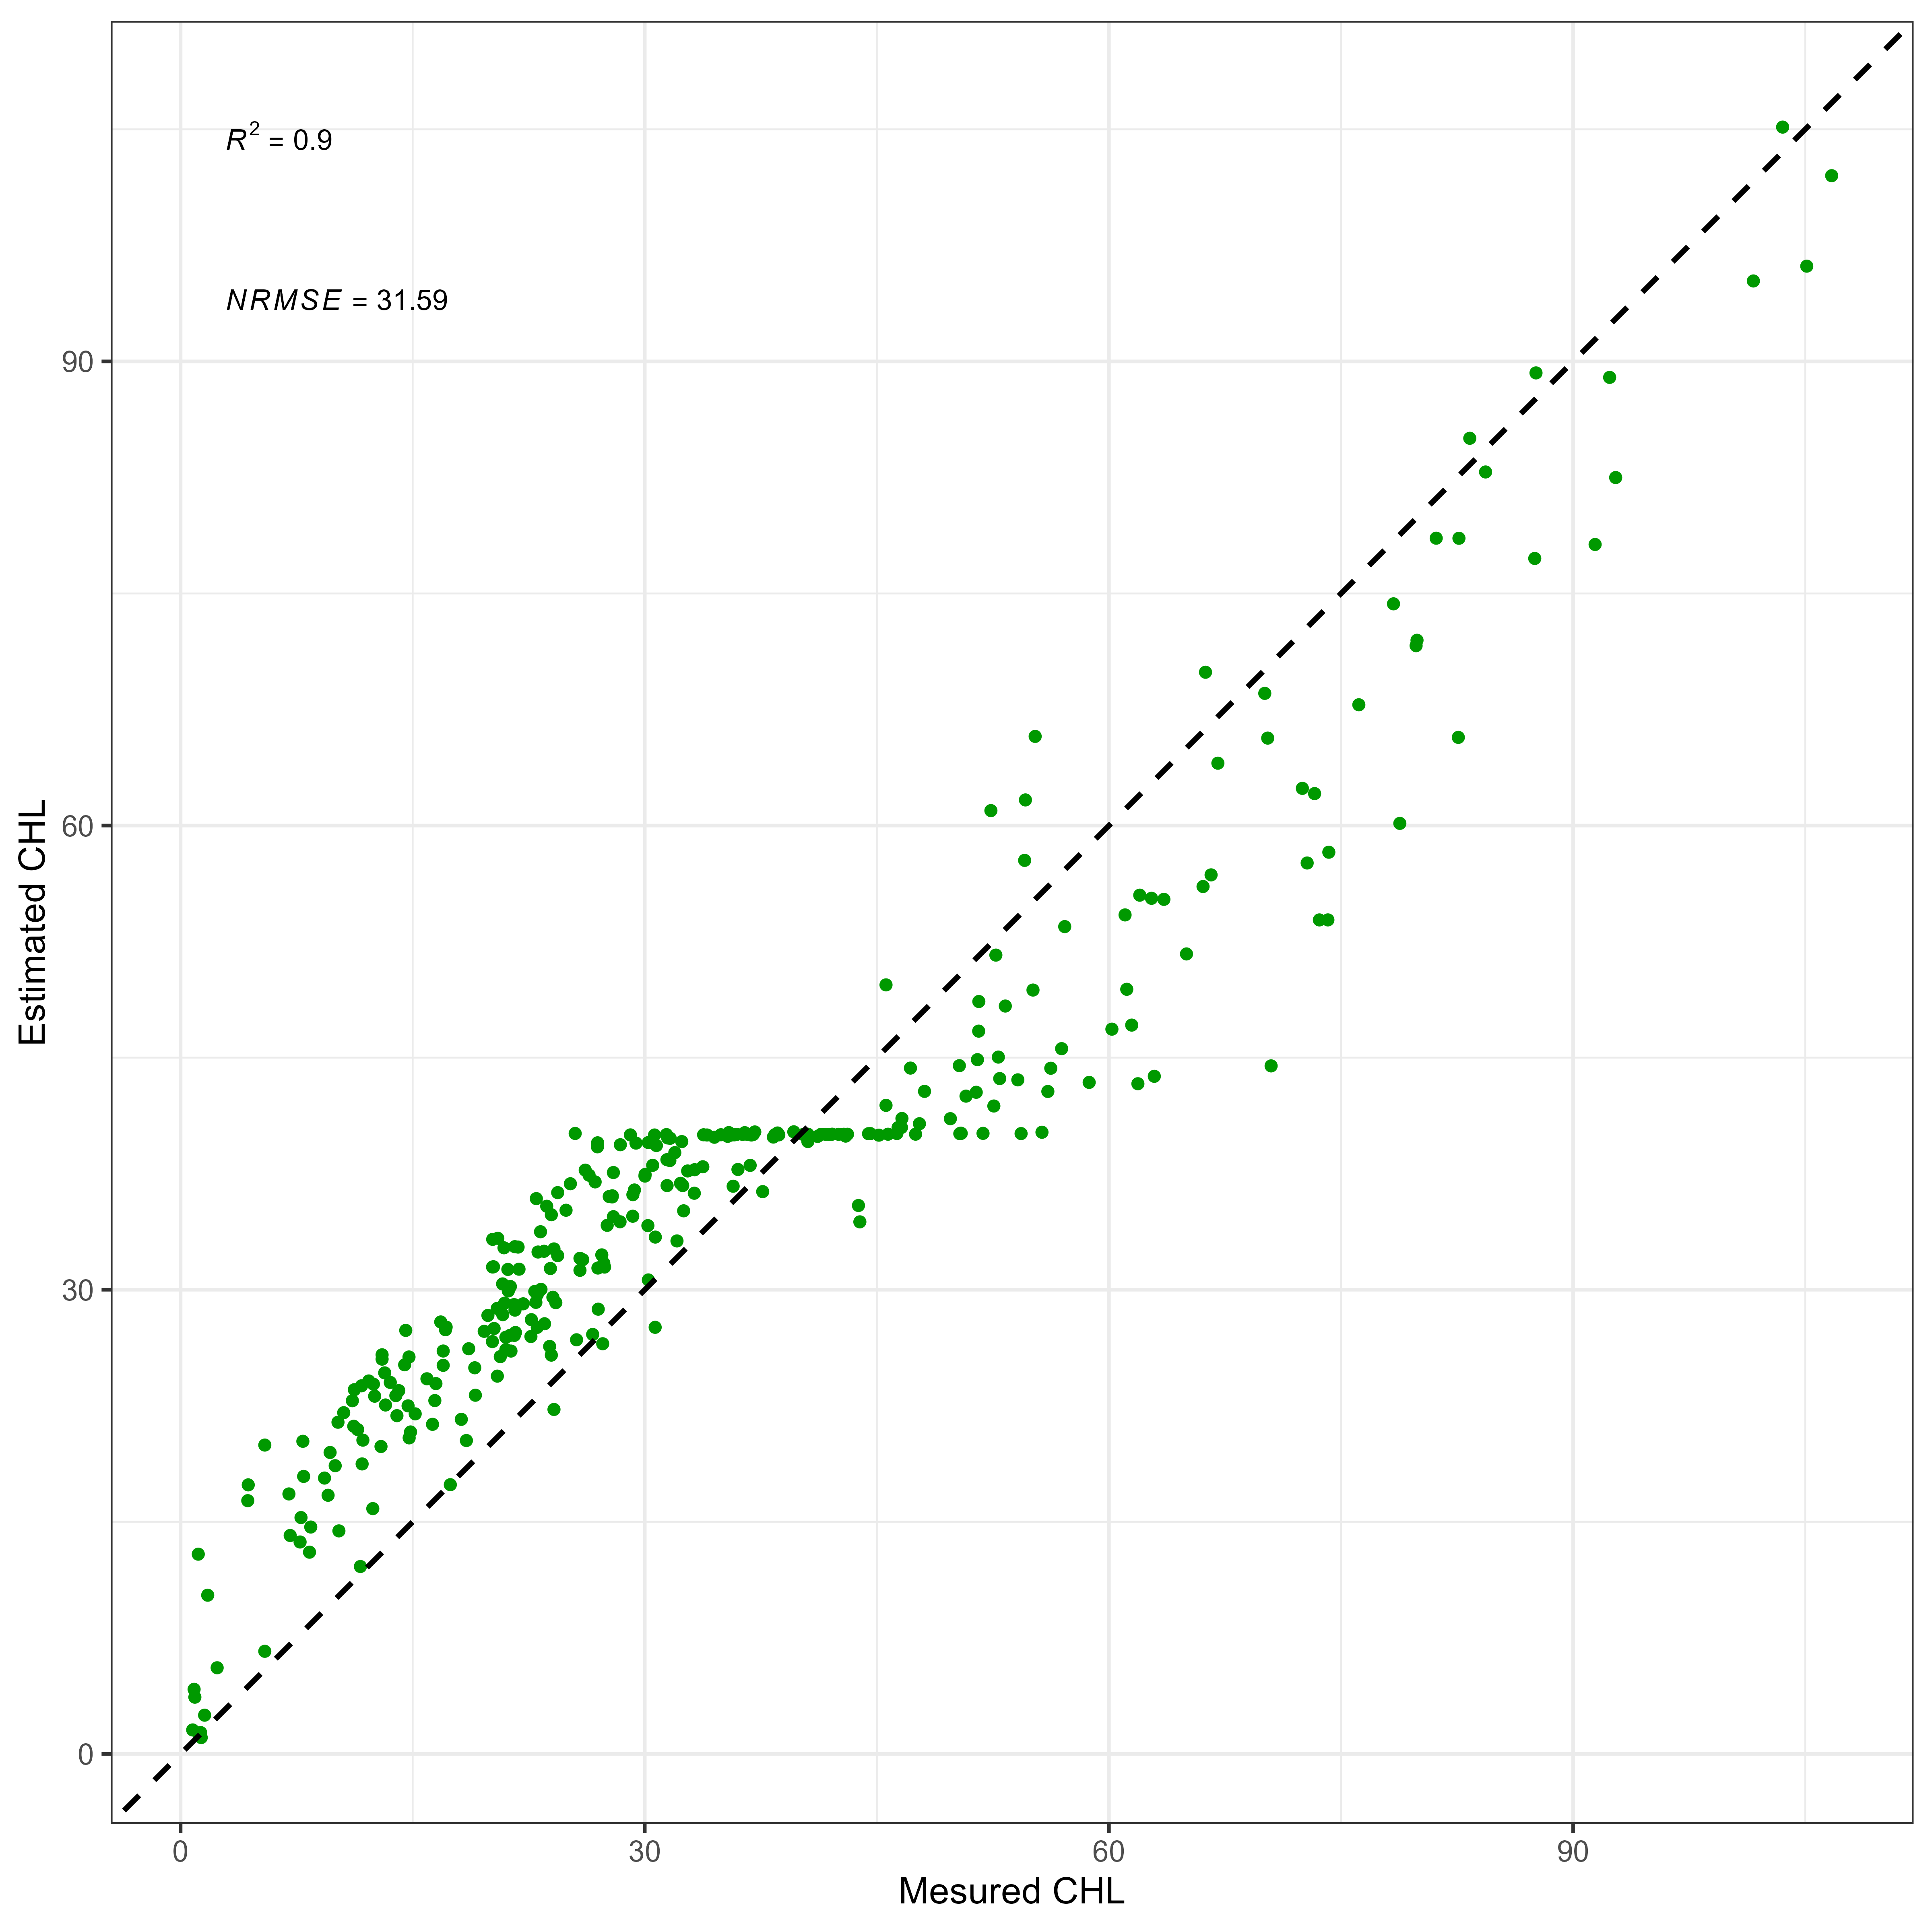 R² = 0.9
NRMSE = 31.59
90
60
30
0
Estimated CHL
0 30 60 90
Mesured CHL